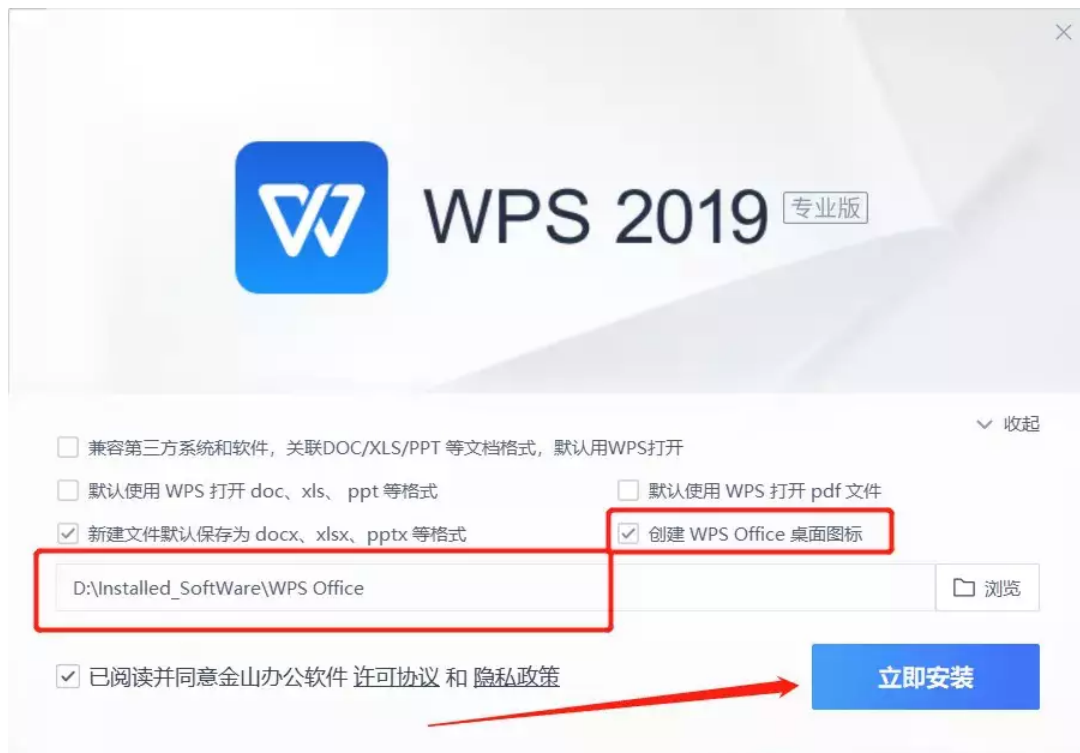 WPS 2019 专业版
收起
兼容第三方系统和软件，关联DOC/XLS/PPT 等文档格式，默认用WPS打开
默认使用 WPS 打开 doc、xls、 ppt 等格式
默认使用 WPS 打开 pdf 文件
新建文件默认保存为 docx、xlsx、pptx 等格式
创建 WPS Office 桌面图标
D:\Installed_SoftWare\WPS Office
浏览
已阅读并同意金山办公软件 许可协议 和 隐私政策
立即安装